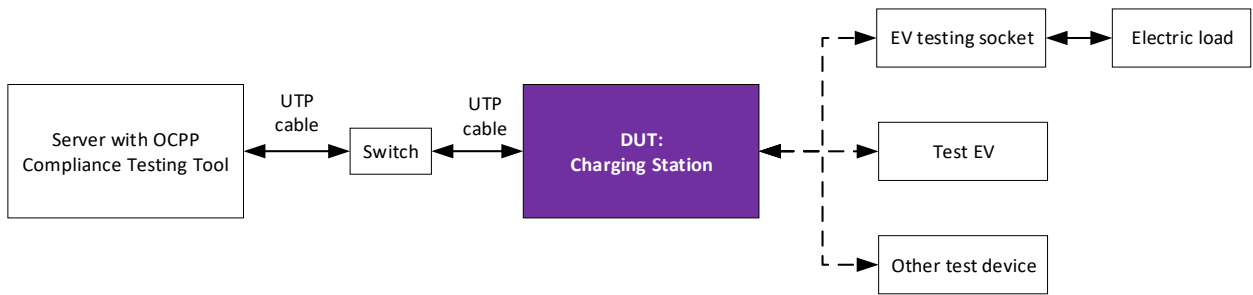 Server with OCPP
Compliance Testing Tool
UTP
cable
Switch
UTP
cable
DUT:
Charging Station
EV testing socket
Electric load
Test EV
Other test device